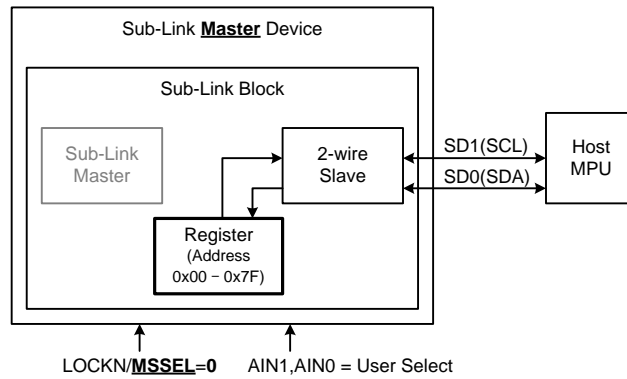 Sub-Link Master Device
Sub-Link Block
Sub-Link
Master
2-wire
Slave
SD1(SCL)
SD0(SDA)
Host
MPU
Register
(Address
0x00 – 0x7F)
LOCKN/MSSEL=0
AIN1,AIN0 = User Select